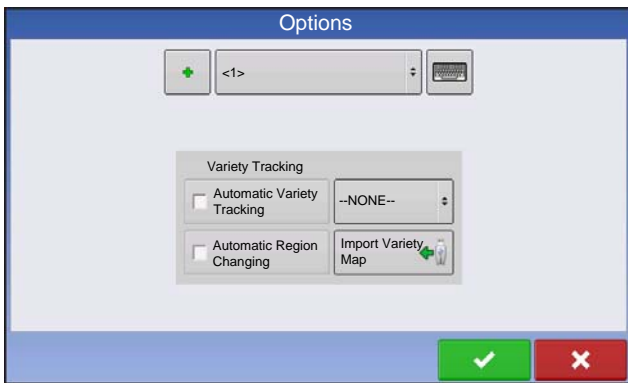 Options
<1>
Variety Tracking
Automatic Variety
Tracking
--NONE--
Automatic Region
Changing
Import Variety
Map